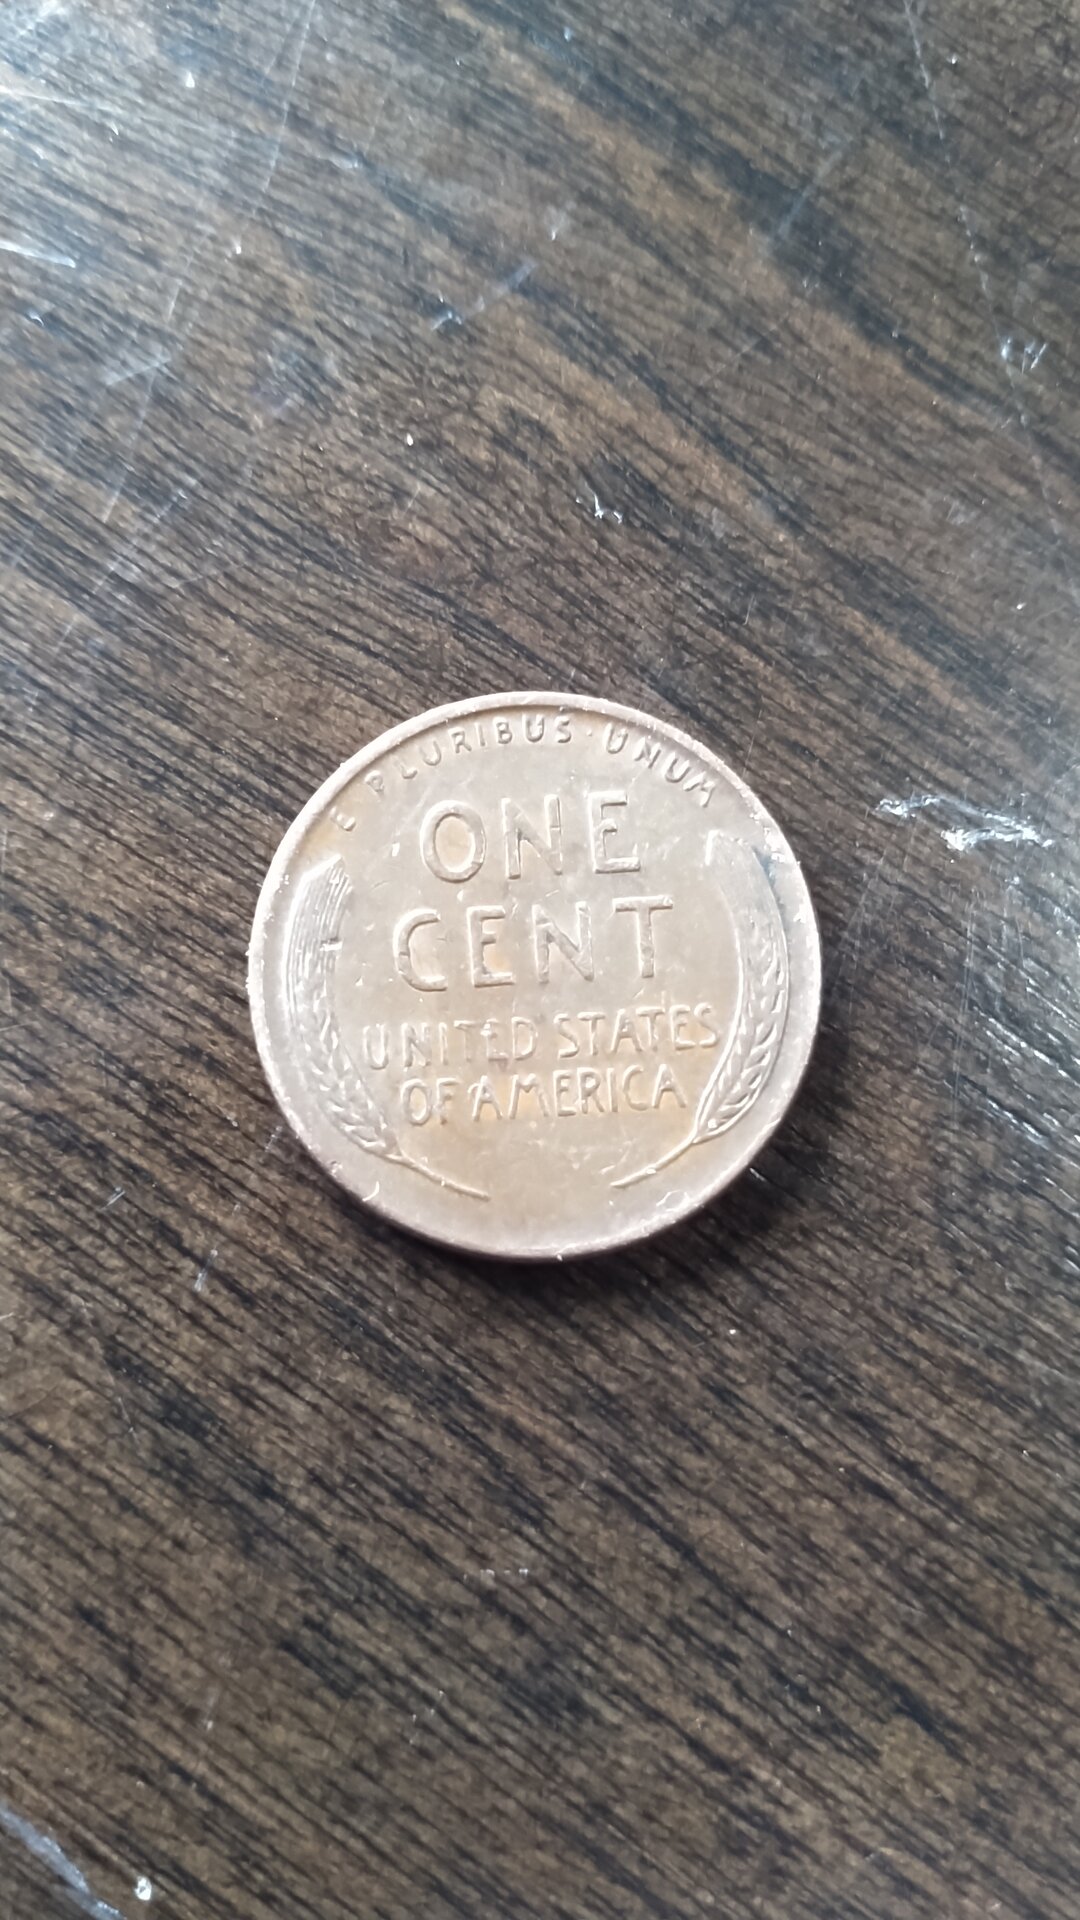 E PLURIBUS · UNUM
ONE
CENT
UNITED STATES
OF AMERICA